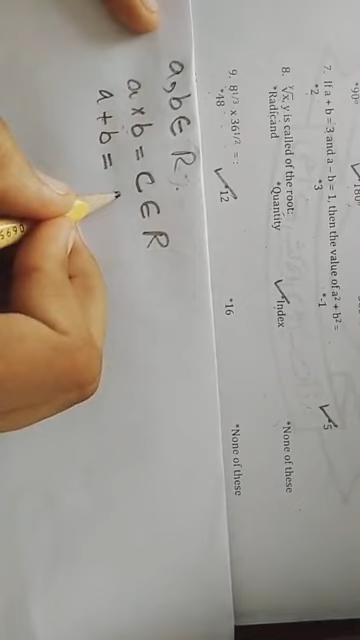 *90°
180°
7. If a + b = 3 and a – b = 1, then the value of a² + b² =
*2 *3 *-1 5
8. is called of the root:
*Radicand *Quantity Index *None of these
9. 8^1/3 x 36^1/2 = :
*48 12 *16 *None of these
a, b ∈ R
a × b = C ∈ R
a + b =